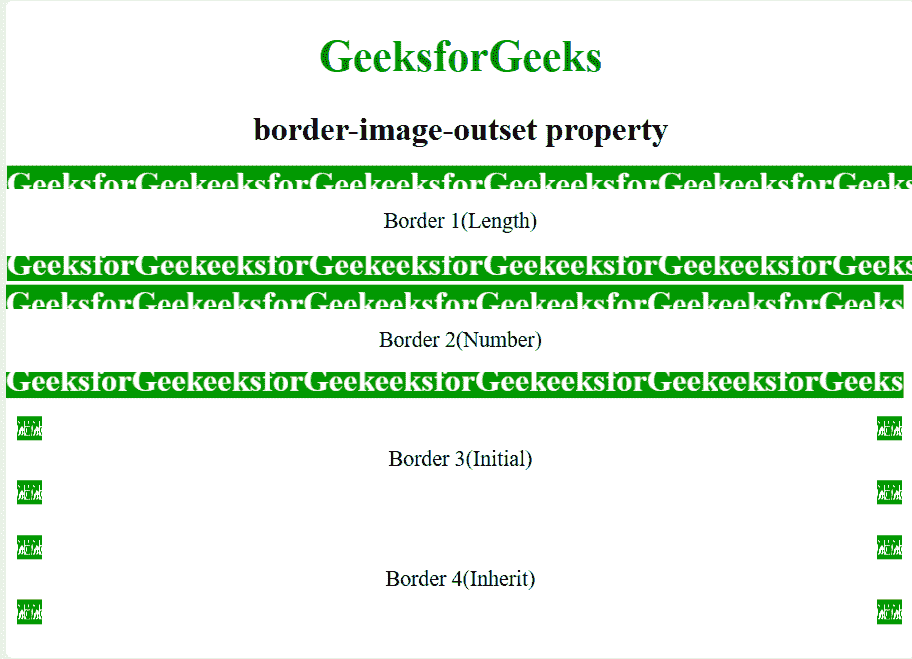 GeeksforGeeks
border-image-outset property
GeeksforGeekeeksforGeekeeksforGeekeeksforGeekeeksforGeeks
Border 1(Length)
GeeksforGeekeeksforGeekeeksforGeekeeksforGeekeeksforGeeks
GeeksforGeekeeksforGeekeeksforGeekeeksforGeekeeksforGeeks
Border 2(Number)
GeeksforGeekeeksforGeekeeksforGeekeeksforGeekeeksforGeeks
Border 3(Initial)
Border 4(Inherit)